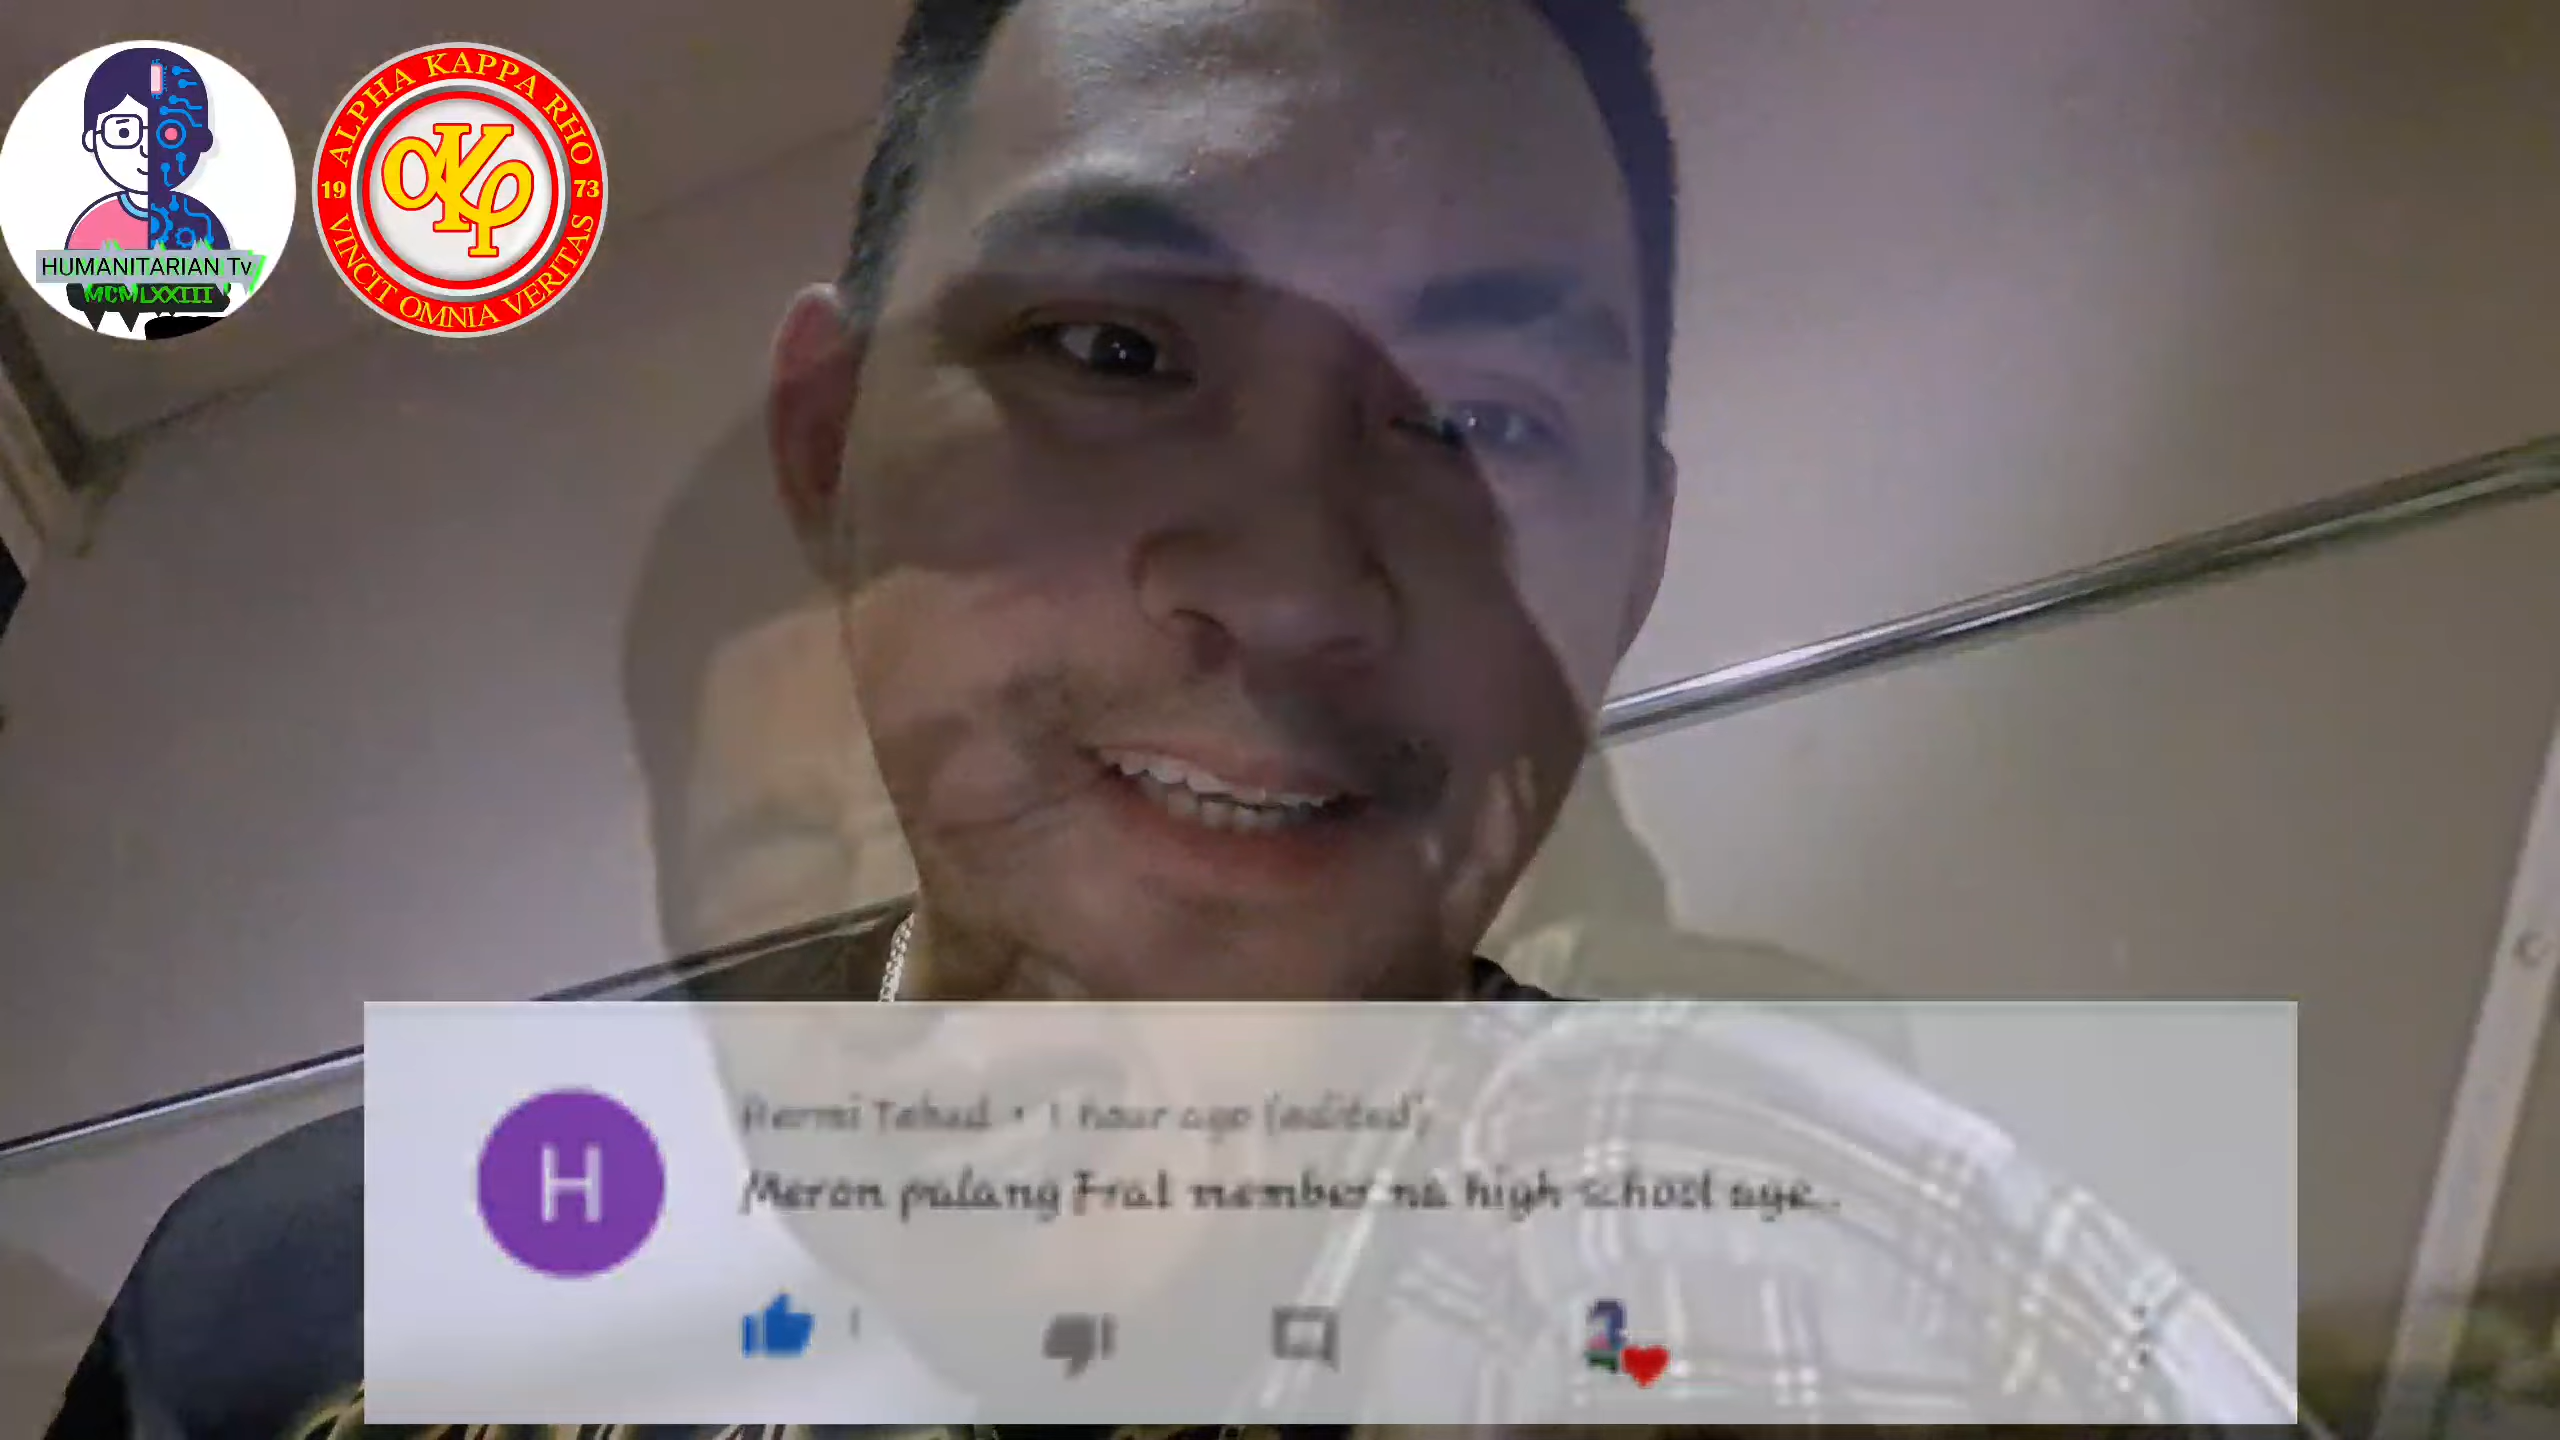 HUMANITARIAN Tv
MCMLXXIII
ALPHA KAPPA RHO
19 73
αKρ
VINCIT OMNIA VERITAS
H
1 hour ago (edited)
Meron palang Frat member na high school age..